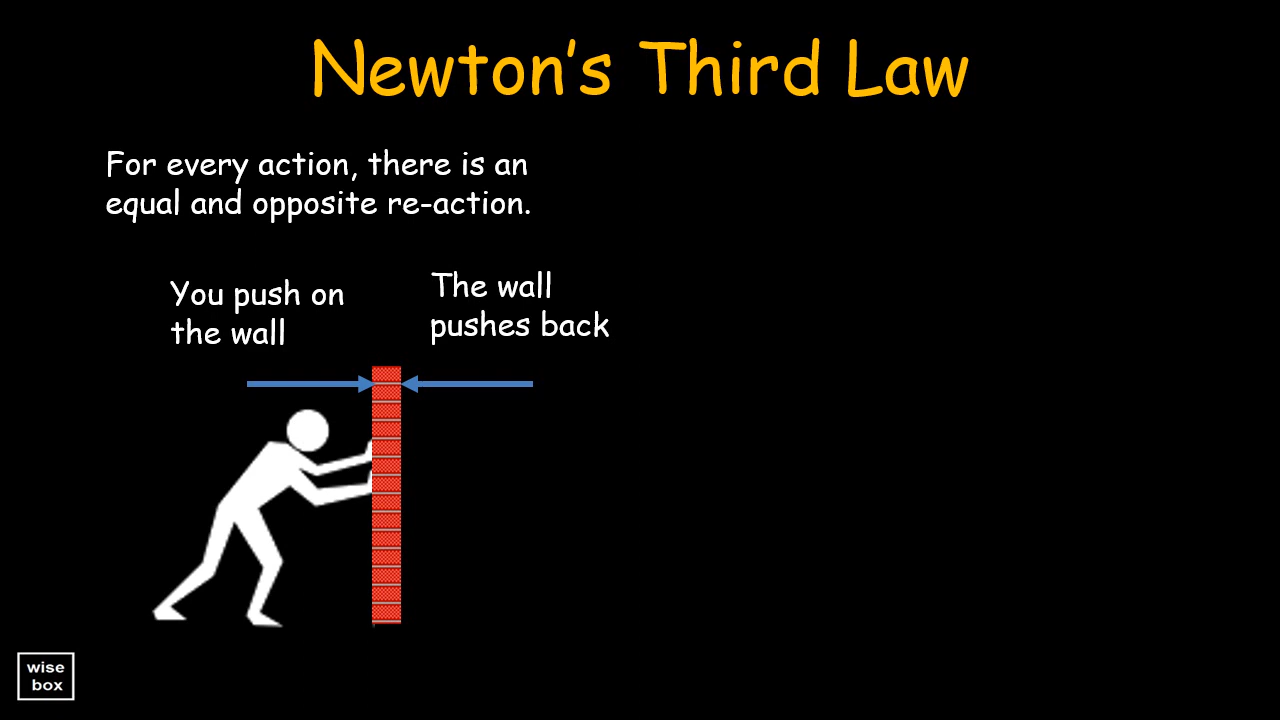 Newton’s Third Law
For every action, there is an
equal and opposite re-action.
You push on
the wall
The wall
pushes back
wise
box